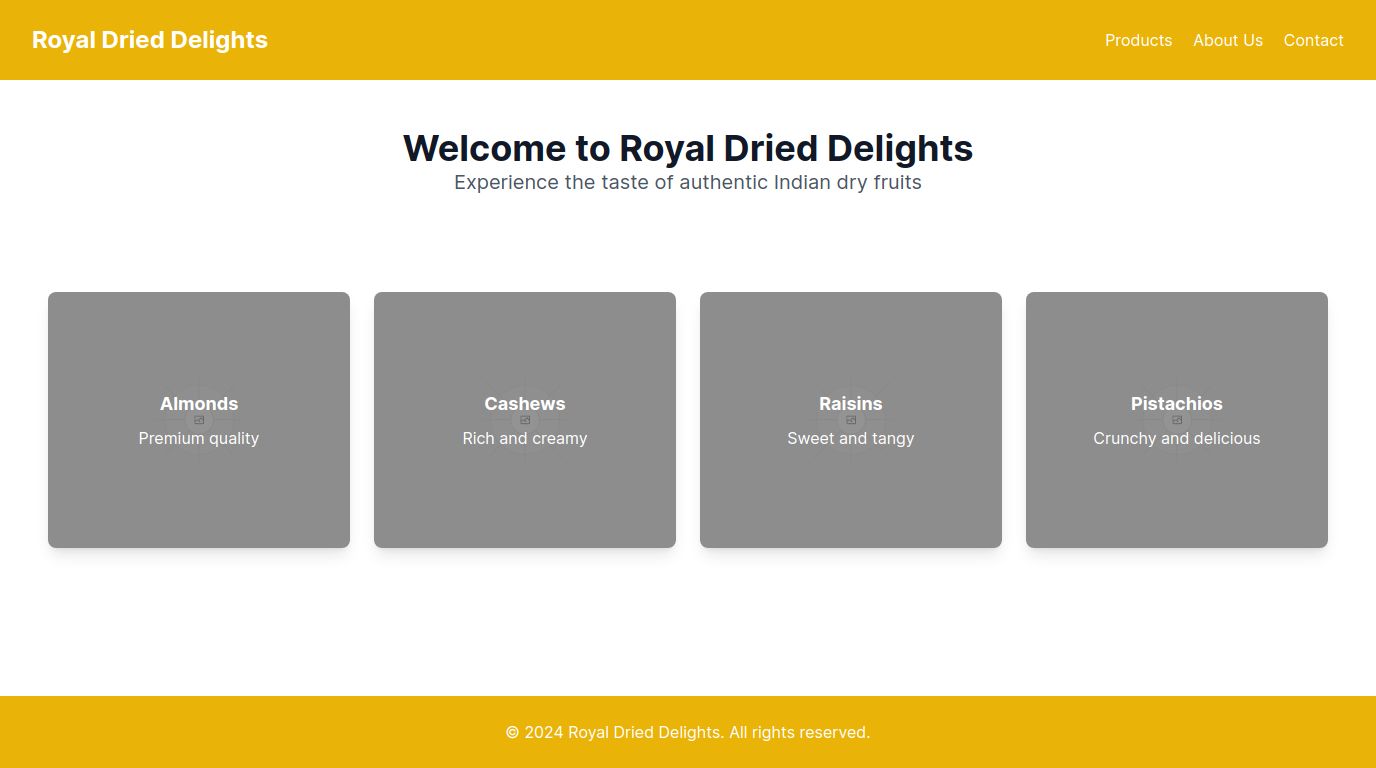 Royal Dried Delights
Products About Us Contact
Welcome to Royal Dried Delights
Experience the taste of authentic Indian dry fruits
Almonds
Premium quality
Cashews
Rich and creamy
Raisins
Sweet and tangy
Pistachios
Crunchy and delicious
© 2024 Royal Dried Delights. All rights reserved.